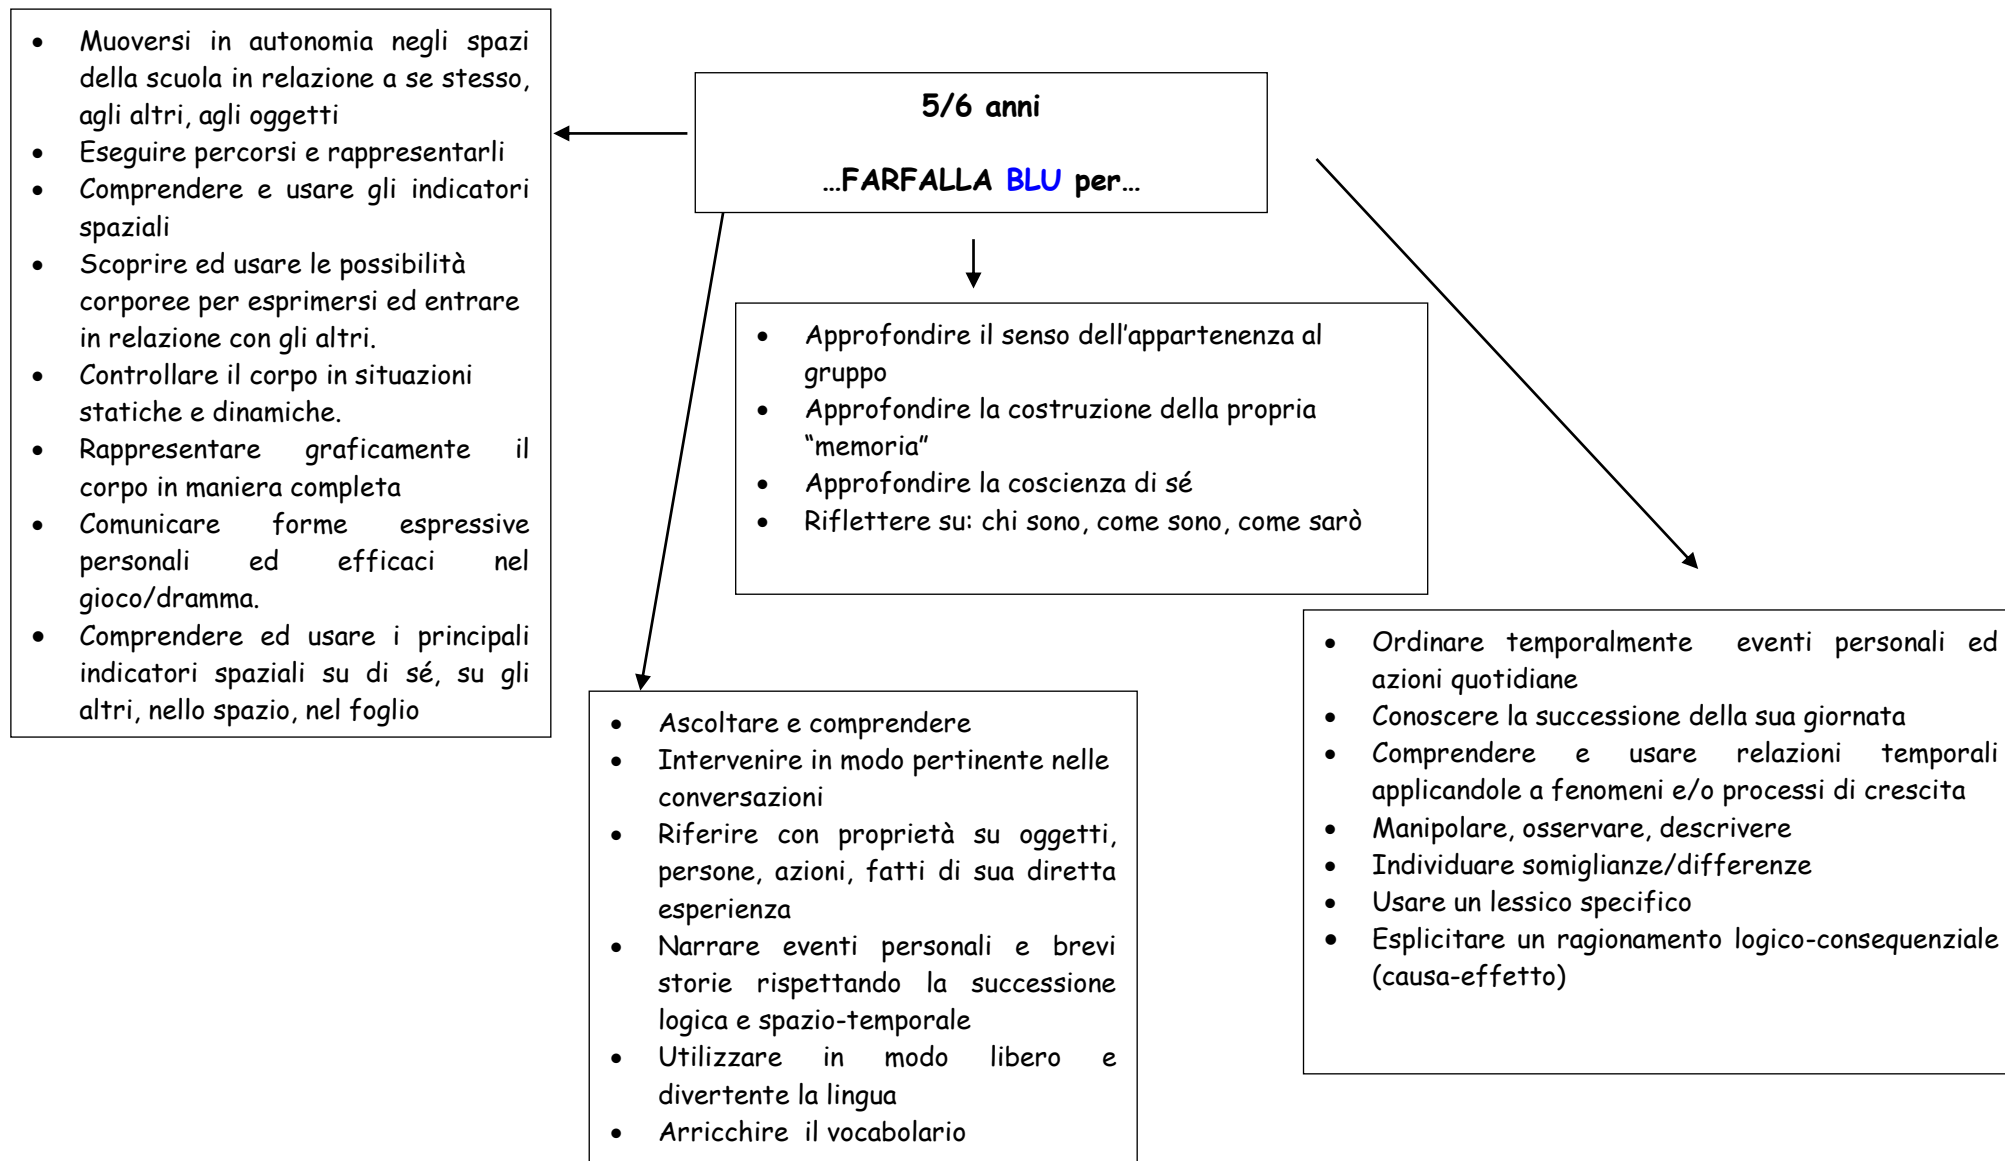 • Muoversi in autonomia negli spazi
della scuola in relazione a se stesso,
agli altri, agli oggetti
• Eseguire percorsi e rappresentarli
• Comprendere e usare gli indicatori
spaziali
• Scoprire ed usare le possibilità
corporee per esprimersi ed entrare
in relazione con gli altri.
• Controllare il corpo in situazioni
statiche e dinamiche.
• Rappresentare graficamente il
corpo in maniera completa
• Comunicare forme espressive
personali ed efficaci nel
gioco/dramma.
• Comprendere ed usare i principali
indicatori spaziali su di sé, su gli
altri, nello spazio, nel foglio
5/6 anni
…FARFALLA BLU per…
• Approfondire il senso dell’appartenenza al
gruppo
• Approfondire la costruzione della propria
“memoria”
• Approfondire la coscienza di sé
• Riflettere su: chi sono, come sono, come sarò
• Ascoltare e comprendere
• Intervenire in modo pertinente nelle
conversazioni
• Riferire con proprietà su oggetti,
persone, azioni, fatti di sua diretta
esperienza
• Narrare eventi personali e brevi
storie rispettando la successione
logica e spazio-temporale
• Utilizzare in modo libero e
divertente la lingua
• Arricchire il vocabolario
• Ordinare temporalmente eventi personali ed
azioni quotidiane
• Conoscere la successione della sua giornata
• Comprendere e usare relazioni temporali
applicandole a fenomeni e/o processi di crescita
• Manipolare, osservare, descrivere
• Individuare somiglianze/differenze
• Usare un lessico specifico
• Esplicitare un ragionamento logico-consequenziale
(causa-effetto)